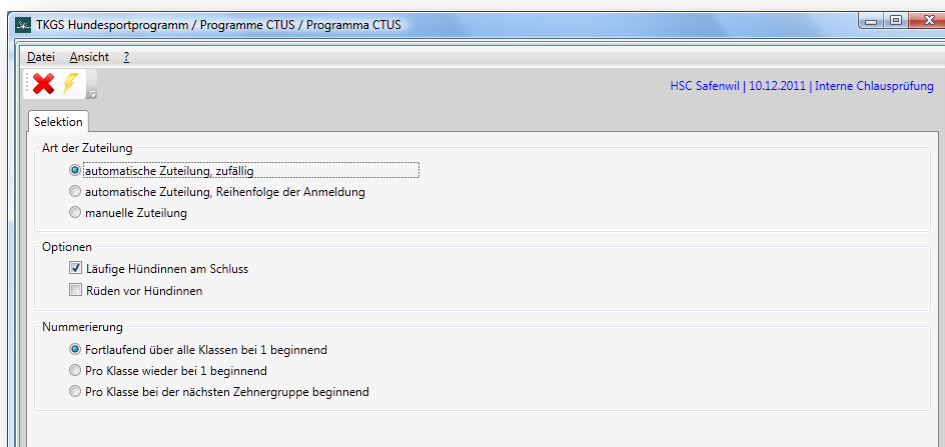 TKGS Hundesportprogramm / Programme CTUS / Programma CTUS
Datei Ansicht ?
HSC Safenwil | 10.12.2011 | Interne Chlausprüfung
Selektion
Art der Zuteilung
automatische Zuteilung, zufällig
automatische Zuteilung, Reihenfolge der Anmeldung
manuelle Zuteilung
Optionen
Läufige Hündinnen am Schluss
Rüden vor Hündinnen
Nummerierung
Fortlaufend über alle Klassen bei 1 beginnend
Pro Klasse wieder bei 1 beginnend
Pro Klasse bei der nächsten Zehnergruppe beginnend